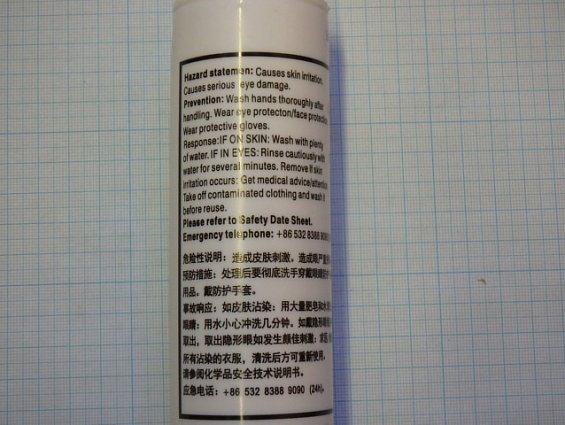 Hazard statemen: Causes skin irritation
Causes serious eye damage.
Prevention: Wash hands thoroughly after
handling. Wear eye protecton/face protectio
Wear protective gloves.
Response:IF ON SKIN: Wash with plenty
of water. IF IN EYES: Rinse cautiously with
water for several minutes. Remove If skin
irritation occurs: Get medical advice/attention
Take off contaminated clothing and wash it
before reuse.
Please refer to Safety Date Sheet.
Emergency telephone: +86 532 8388 9090
危险性说明：造成皮肤刺激，造成眼严重
预防措施：处理后要彻底洗手穿戴眼睛防护
用品。戴防护手套。
事故响应：如皮肤沾染：用大量肥皂和水
眼睛：用水小心冲洗几分钟。如戴隐形眼
取出，取出隐形眼如发生颜佳刺激：求医
所有沾染的衣服，清洗后方可重新使用
请参阅化学品安全技术说明书。
应急电话：+86 532 8388 9090 (24h)。